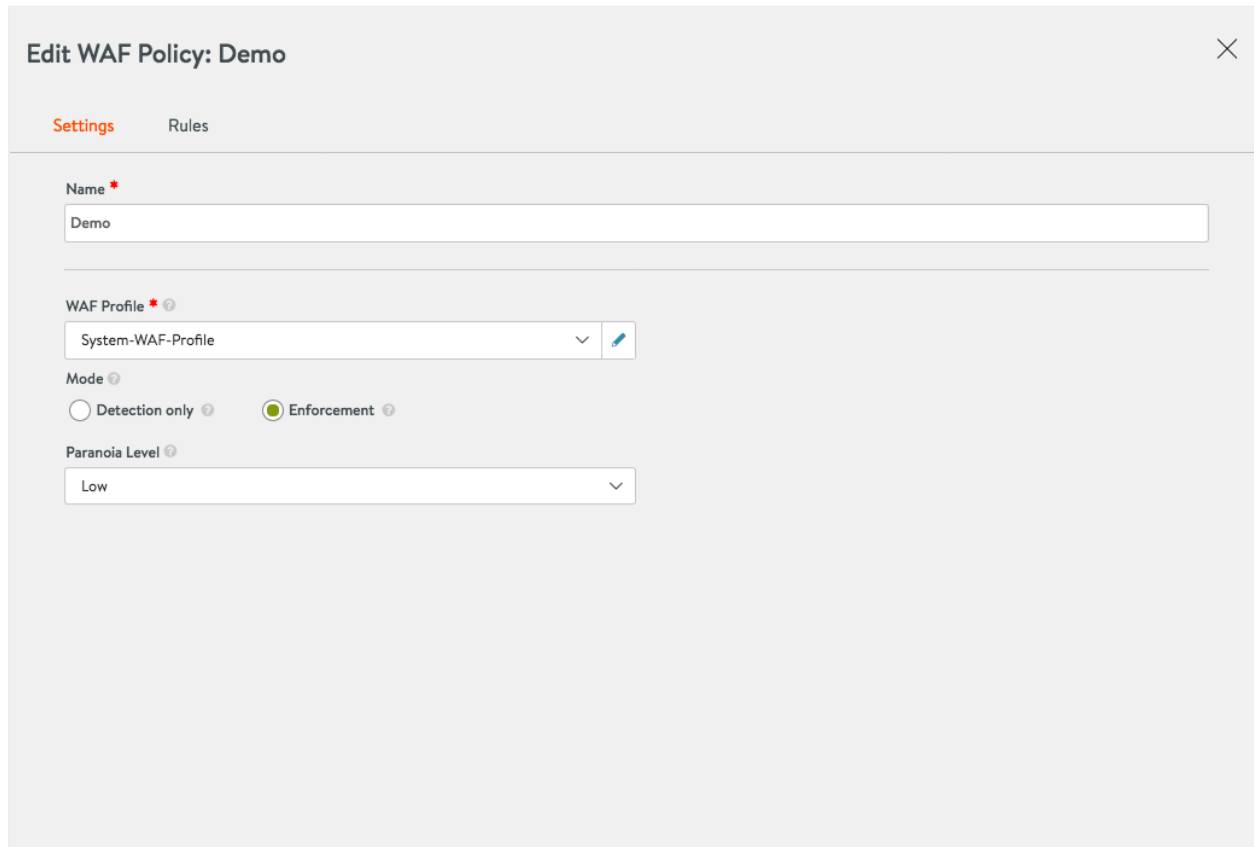 Edit WAF Policy: Demo
Settings Rules
Name *
Demo
WAF Profile * ?
System-WAF-Profile
Mode ?
Detection only ? Enforcement ?
Paranoia Level ?
Low